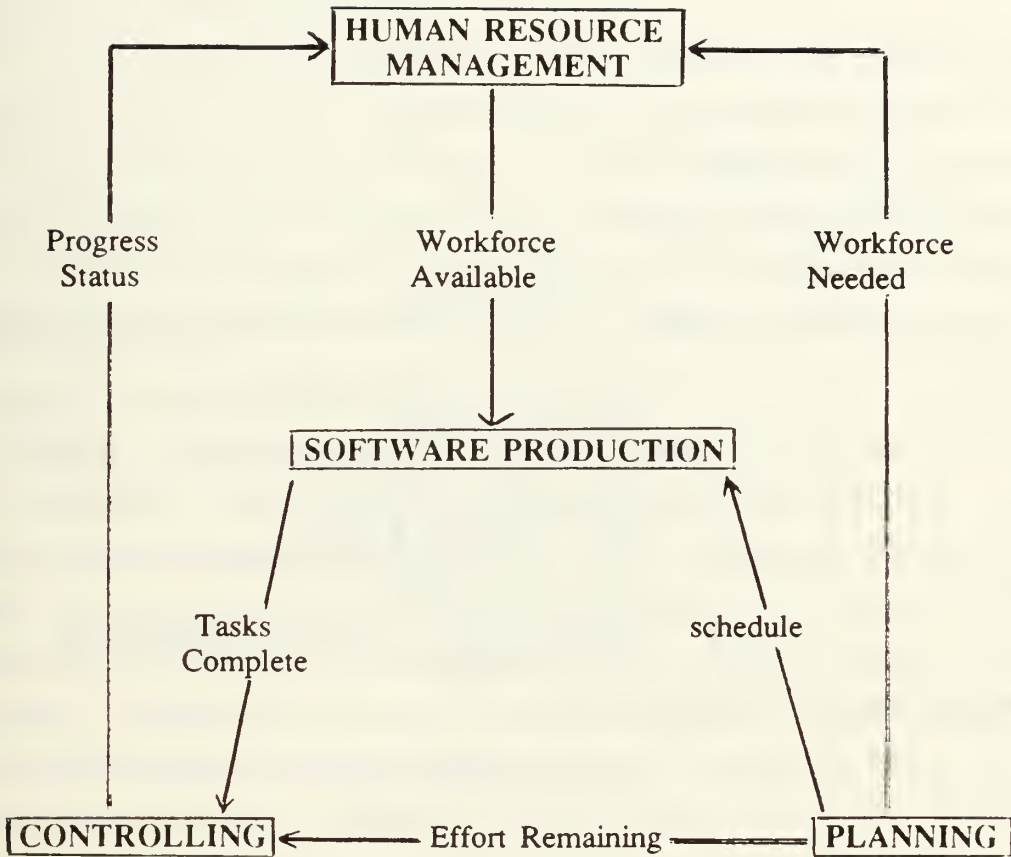 HUMAN RESOURCE
MANAGEMENT
Progress
Status
Workforce
Available
Workforce
Needed
SOFTWARE PRODUCTION
Tasks
Complete
schedule
CONTROLLING
Effort Remaining
PLANNING